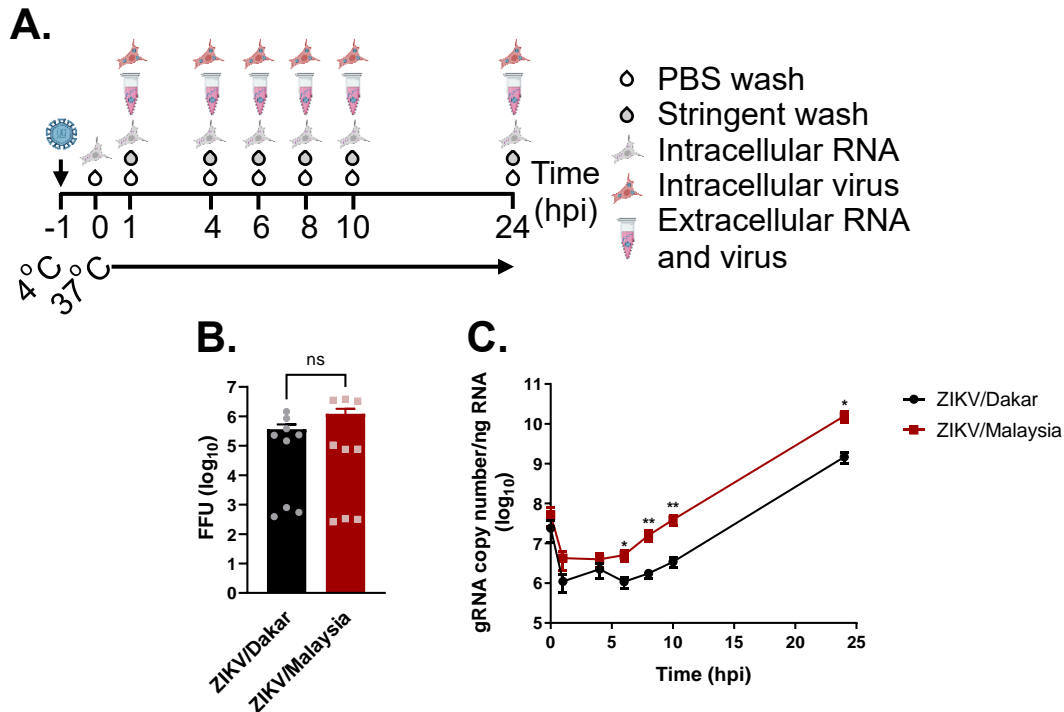 A.
PBS wash
Stringent wash
Intracellular RNA
Intracellular virus
Extracellular RNA
and virus
Time
(hpi)
-1 0 1 4 6 8 10 24
4°C 37°C
B.
ns
FFU (log10)
7
6
5
4
3
2
1
0
ZIKV/Dakar
ZIKV/Malaysia
C.
gRNA copy number/ng RNA
(log10)
11
10
9
8
7
6
5
* ** ** *
0 5 10 15 20 25
Time (hpi)
ZIKV/Dakar
ZIKV/Malaysia